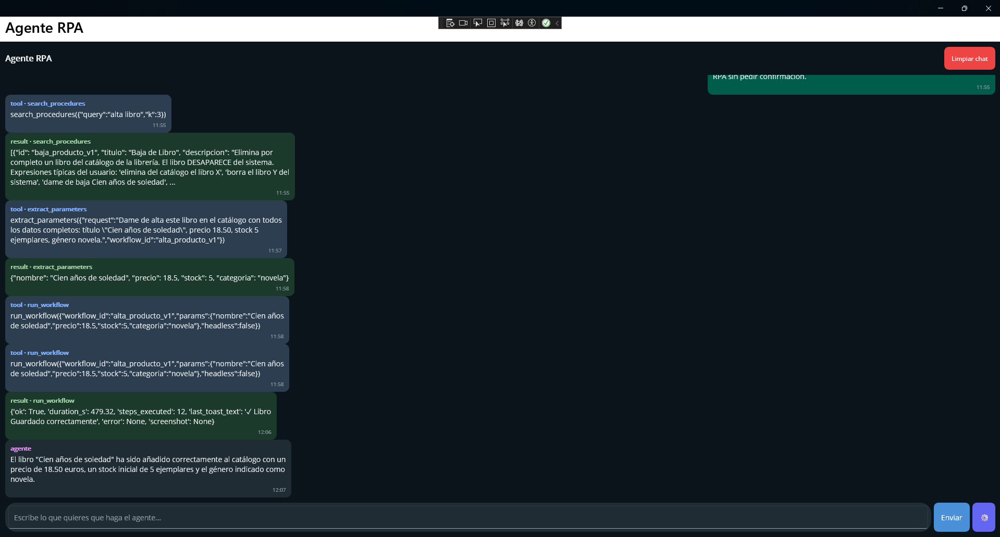 Agente RPA
Agente RPA
Limpiar chat
RPA sin pedir confirmación.
11:55
tool · search_procedures
search_procedures({"query":"alta libro","k":3})
11:55
result · search_procedures
[{"id": "baja_producto_v1", "titulo": "Baja de Libro", "descripcion": "Elimina por
completo un libro del catálogo de la librería. El libro DESAPARECE del sistema.
Expresiones típicas del usuario: 'elimina del catálogo el libro X', 'borra el libro Y del
sistema', 'dame de baja Cien años de soledad', ...
11:55
tool · extract_parameters
extract_parameters({"request":"Dame de alta este libro en el catálogo con todos
los datos completos: título \"Cien años de soledad\", precio 18.50, stock 5
ejemplares, género novela.","workflow_id":"alta_producto_v1"})
11:57
result · extract_parameters
{"nombre": "Cien años de soledad", "precio": 18.5, "stock": 5, "categoria": "novela"}
11:58
tool · run_workflow
run_workflow({"workflow_id":"alta_producto_v1","params":{"nombre":"Cien años
de soledad","precio":18.5,"stock":5,"categoria":"novela"},"headless":false})
11:58
tool · run_workflow
run_workflow({"workflow_id":"alta_producto_v1","params":{"nombre":"Cien años
de soledad","precio":18.5,"stock":5,"categoria":"novela"},"headless":false})
11:58
result · run_workflow
{'ok': True, 'duration_s': 479.32, 'steps_executed': 12, 'last_toast_text': '✓ Libro
Guardado correctamente', 'error': None, 'screenshot': None}
12:06
agente
El libro "Cien años de soledad" ha sido añadido correctamente al catálogo con un
precio de 18.50 euros, un stock inicial de 5 ejemplares y el género indicado como
novela.
12:07
Escribe lo que quieres que haga el agente...
Enviar